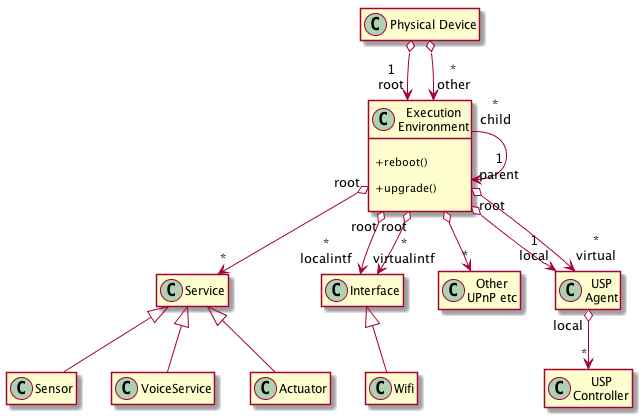 C Physical Device
1
root
*
other
C Execution
Environment
+reboot()
+upgrade()
*
child
1
parent
root
root
root
root
*
*
localintf
*
virtualintf
*
1
local
*
virtual
C Service
C Interface
C Other
UPnP etc
C USP
Agent
local
*
C Sensor
C VoiceService
C Actuator
C Wifi
C USP
Controller